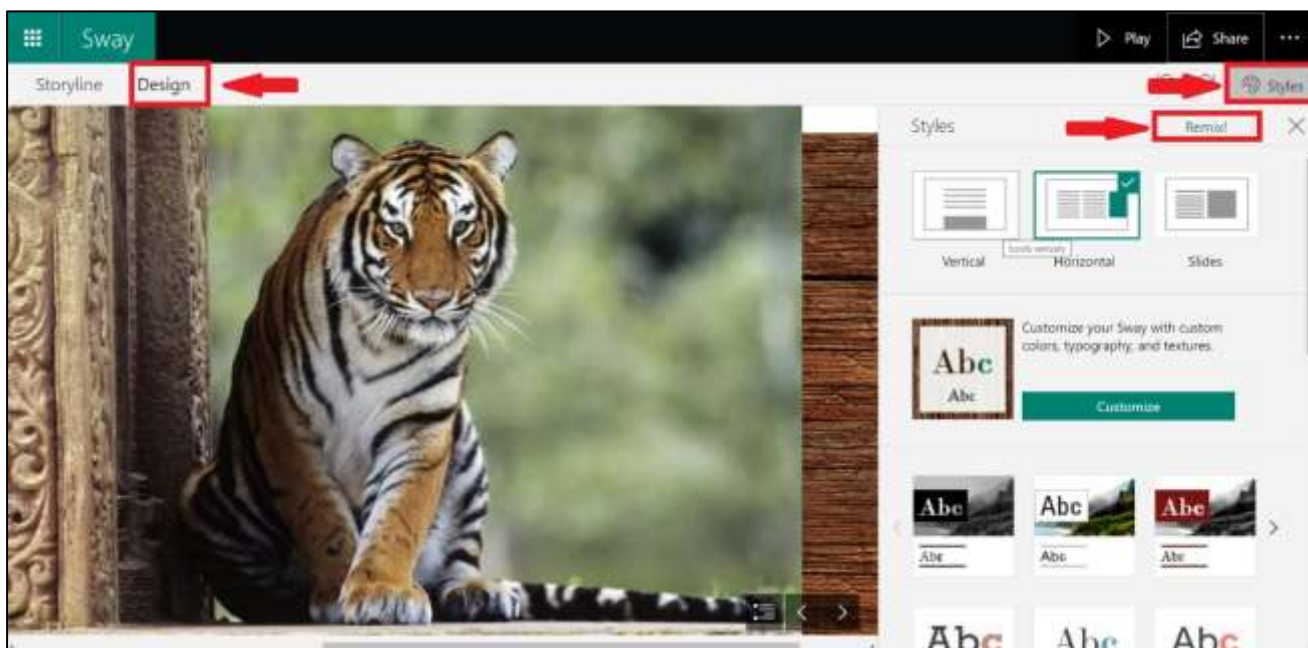 Sway
Play
Share
Storyline
Design
Styles
Styles
Remix!
Vertical
Horizontal
Slides
Customize your Sway with custom
colors, typography, and textures.
Abc
Abc
Customize
Abc
Abc
Abc
Abc
Abc
Abc
Abc
Abc
Abc